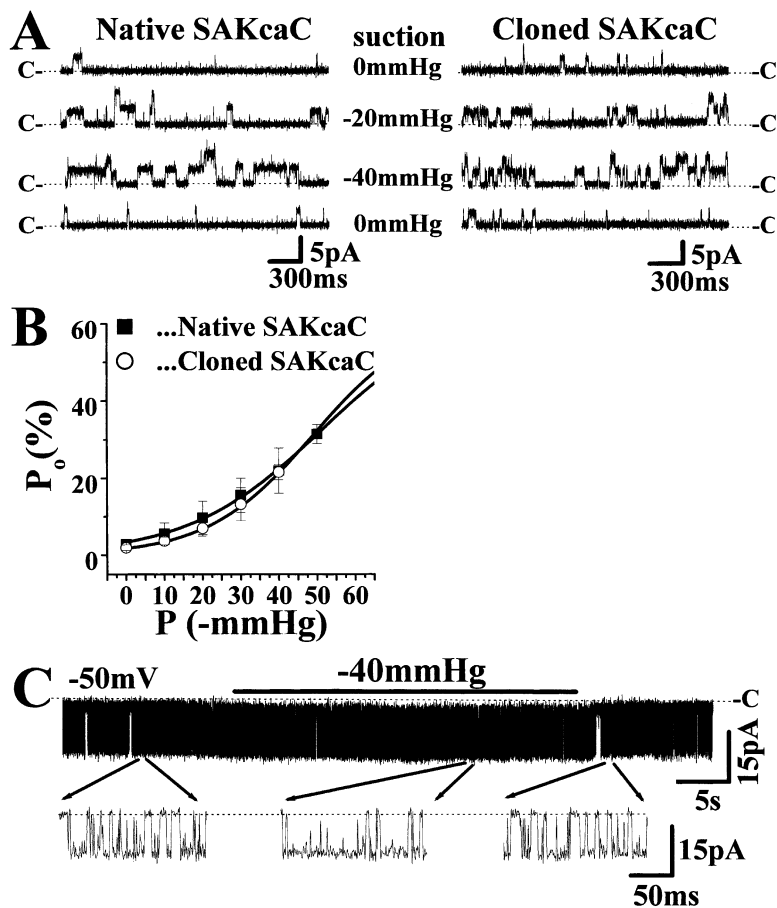 A
Native SAKcaC
suction
Cloned SAKcaC
C-
0mmHg
-C
C-
-20mmHg
-C
C-
-40mmHg
-C
C-
0mmHg
-C
5pA
300ms
5pA
300ms
B
...Native SAKcaC
...Cloned SAKcaC
60
40
20
0
Po(%)
0 10 20 30 40 50 60
P (-mmHg)
C
-50mV
-40mmHg
-C
15pA
5s
15pA
50ms